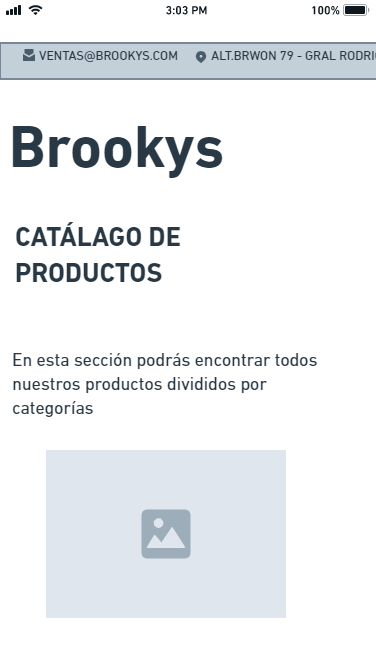 3:03 PM 100%
VENTAS@BROOKYS.COM ALT.BRWON 79 - GRAL
Brookys
CATÁLAGO DE
PRODUCTOS
En esta sección podrás encontrar todos
nuestros productos divididos por
categorías